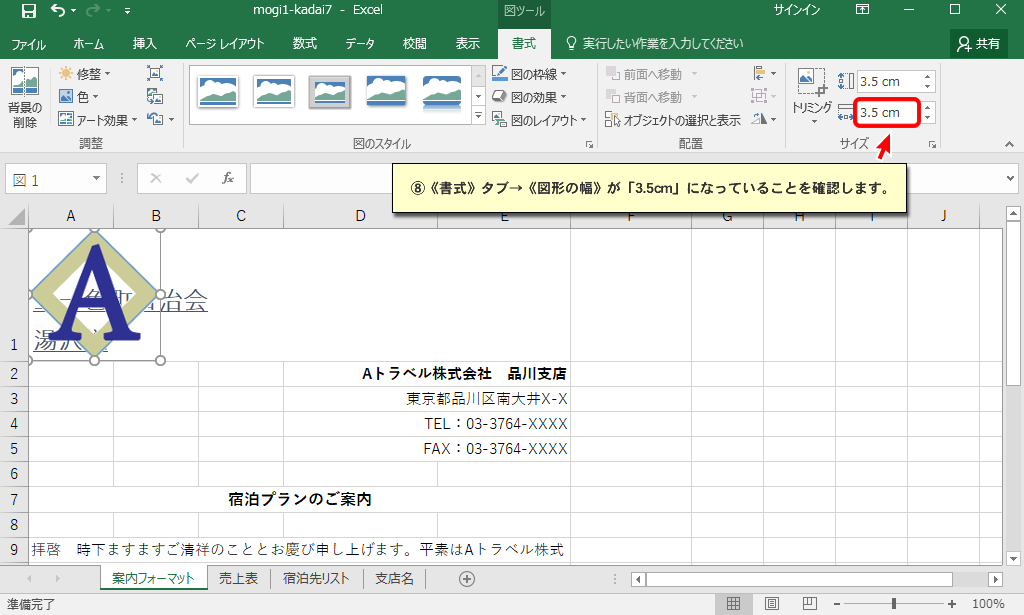 mogi1-kadai7 - Excel
図ツール
サインイン
ファイル ホーム 挿入 ページ レイアウト 数式 データ 校閲 表示 書式 実行したい作業を入力してください 共有
背景の
削除
修整
色
アート効果
調整
図のスタイル
図の枠線
図の効果
図のレイアウト
前面へ移動
背面へ移動
オブジェクトの選択と表示
配置
トリミング
3.5 cm
3.5 cm
サイズ
図 1
fx
⑧《書式》タブ→《図形の幅》が「3.5cm」になっていることを確認します。
A B C D E F G H I J
A
治会
湯沢
1
2 Aトラベル株式会社 品川支店
3 東京都品川区南大井X-X
4 TEL：03-3764-XXXX
5 FAX：03-3764-XXXX
6
7 宿泊プランのご案内
8
9 拝啓 時下ますますご清祥のこととお慶び申し上げます。平素はAトラベル株式
案内フォーマット 売上表 宿泊先リスト 支店名
準備完了
100%